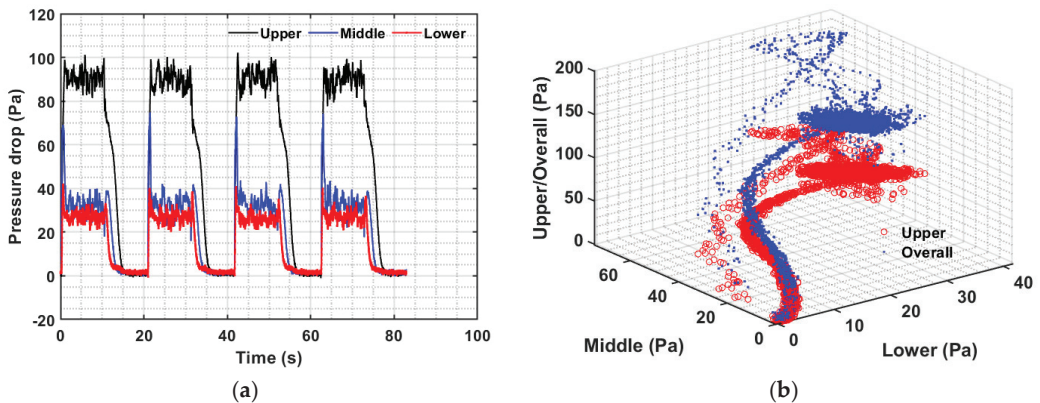 120
100
80
60
40
20
0
-20
Pressure drop (Pa)
Upper Middle Lower
0 20 40 60 80 100
Time (s)
(a)
200
150
100
50
0
Upper/Overall (Pa)
Upper
Overall
60
40
20
0
Middle (Pa)
0
10
20
30
40
Lower (Pa)
(b)